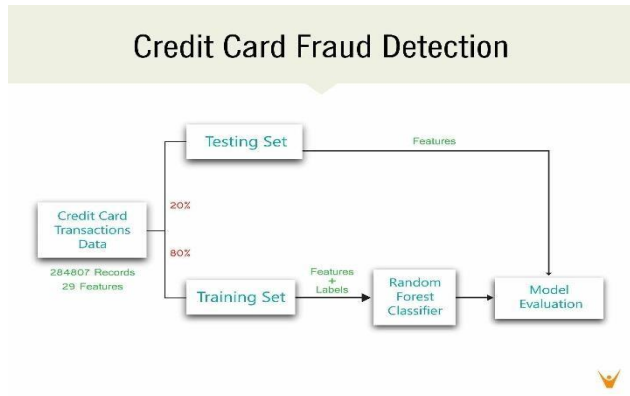 Credit Card Fraud Detection
Testing Set
Features
20%
Credit Card
Transactions
Data
80%
284807 Records
29 Features
Training Set
Features
+
Labels
Random
Forest
Classifier
Model
Evaluation